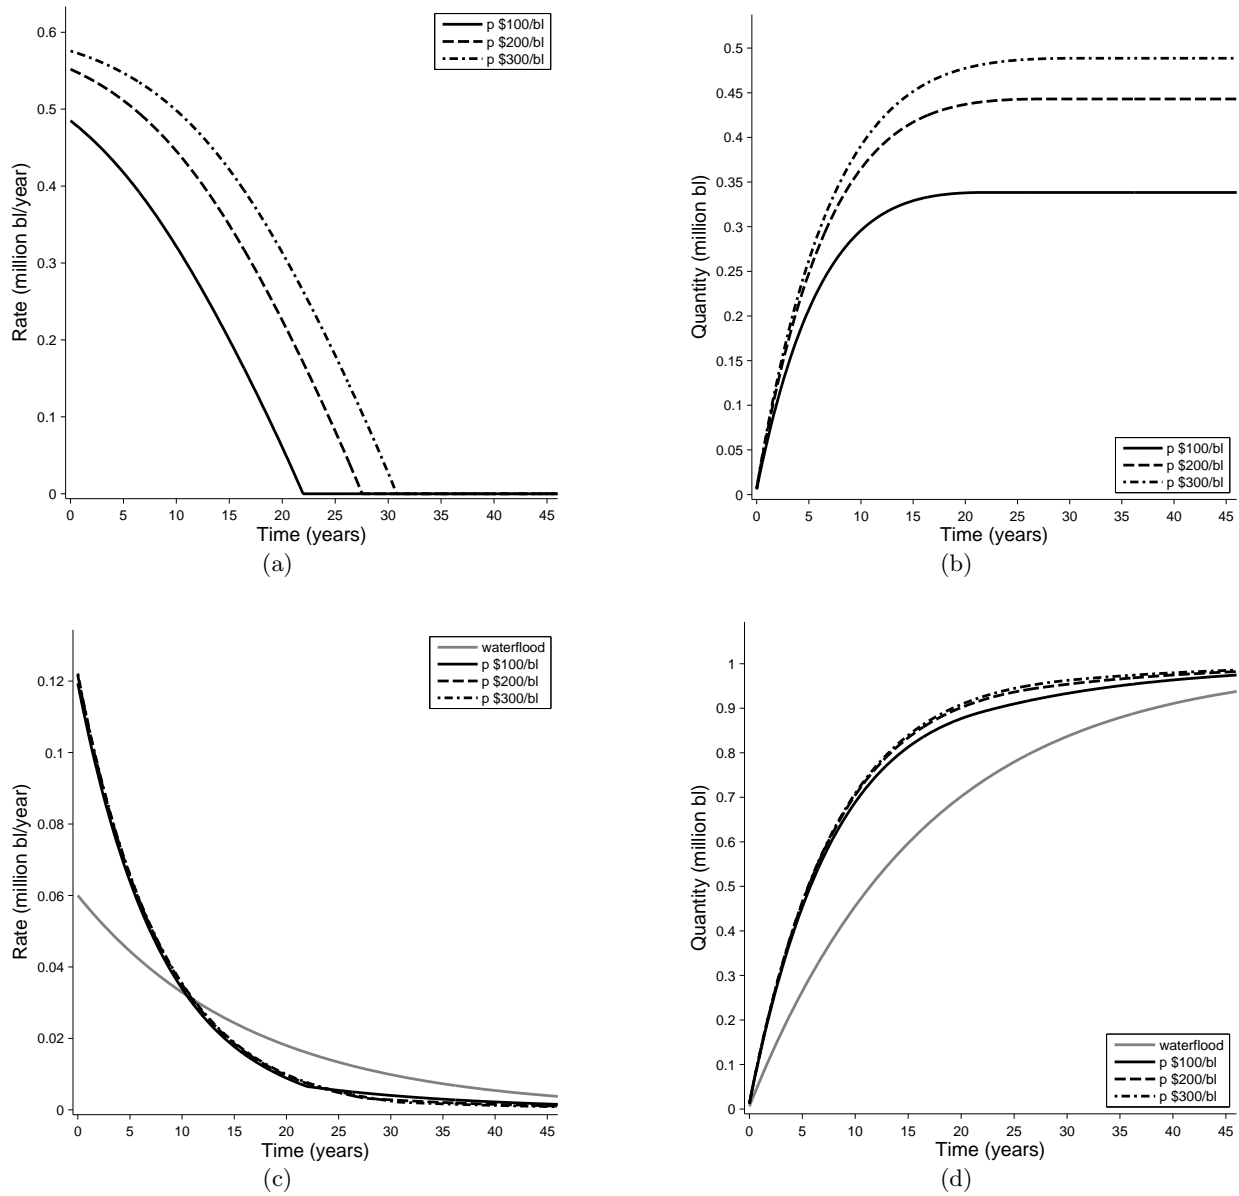 0.6
0.5
0.4
0.3
0.2
0.1
0
Rate (million bl/year)
p $100/bl
p $200/bl
p $300/bl
0 5 10 15 20 25 30 35 40 45
Time (years)
(a)
0.5
0.45
0.4
0.35
0.3
0.25
0.2
0.15
0.1
0.05
0
Quantity (million bl)
p $100/bl
p $200/bl
p $300/bl
0 5 10 15 20 25 30 35 40 45
Time (years)
(b)
0.12
0.1
0.08
0.06
0.04
0.02
0
Rate (million bl/year)
waterflood
p $100/bl
p $200/bl
p $300/bl
0 5 10 15 20 25 30 35 40 45
Time (years)
(c)
1
0.9
0.8
0.7
0.6
0.5
0.4
0.3
0.2
0.1
0
Quantity (million bl)
waterflood
p $100/bl
p $200/bl
p $300/bl
0 5 10 15 20 25 30 35 40 45
Time (years)
(d)